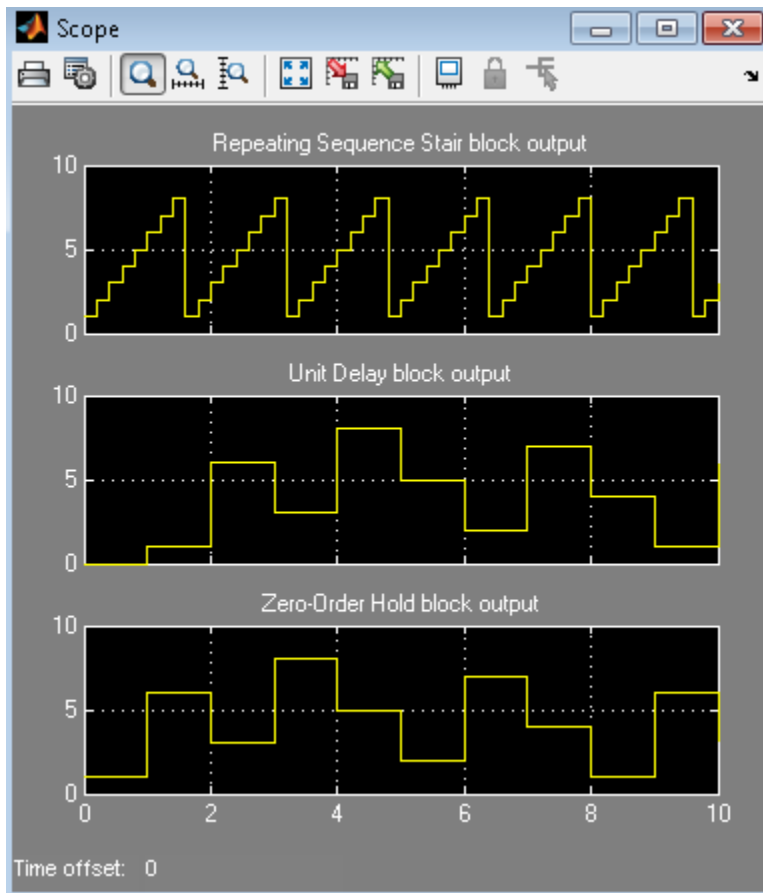 Scope
Repeating Sequence Stair block output
10
5
0
Unit Delay block output
10
5
0
Zero-Order Hold block output
10
5
0
0 2 4 6 8 10
Time offset: 0